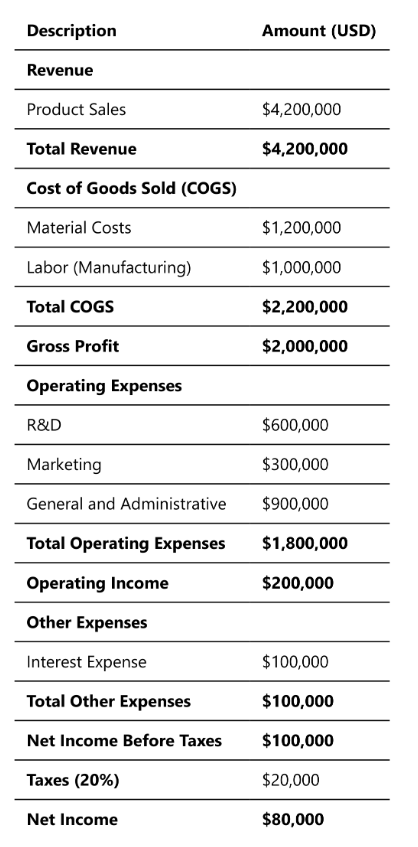 Description Amount (USD)
Revenue
Product Sales $4,200,000
Total Revenue $4,200,000
Cost of Goods Sold (COGS)
Material Costs $1,200,000
Labor (Manufacturing) $1,000,000
Total COGS $2,200,000
Gross Profit $2,000,000
Operating Expenses
R&D $600,000
Marketing $300,000
General and Administrative $900,000
Total Operating Expenses $1,800,000
Operating Income $200,000
Other Expenses
Interest Expense $100,000
Total Other Expenses $100,000
Net Income Before Taxes $100,000
Taxes (20%) $20,000
Net Income $80,000